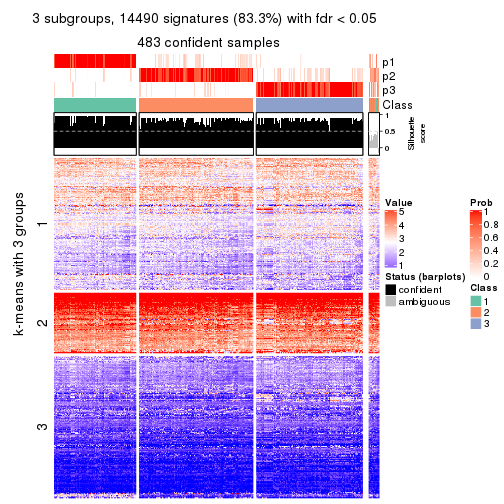 3 subgroups, 14490 signatures (83.3%) with fdr < 0.05
483 confident samples
p1
p2
p3
Class
1
0.5
0
Silhouette
score
k-means with 3 groups
1
2
3
Value
5
4
3
2
1
Status (barplots)
confident
ambiguous
Prob
1
0.8
0.6
0.4
0.2
0
Class
1
2
3